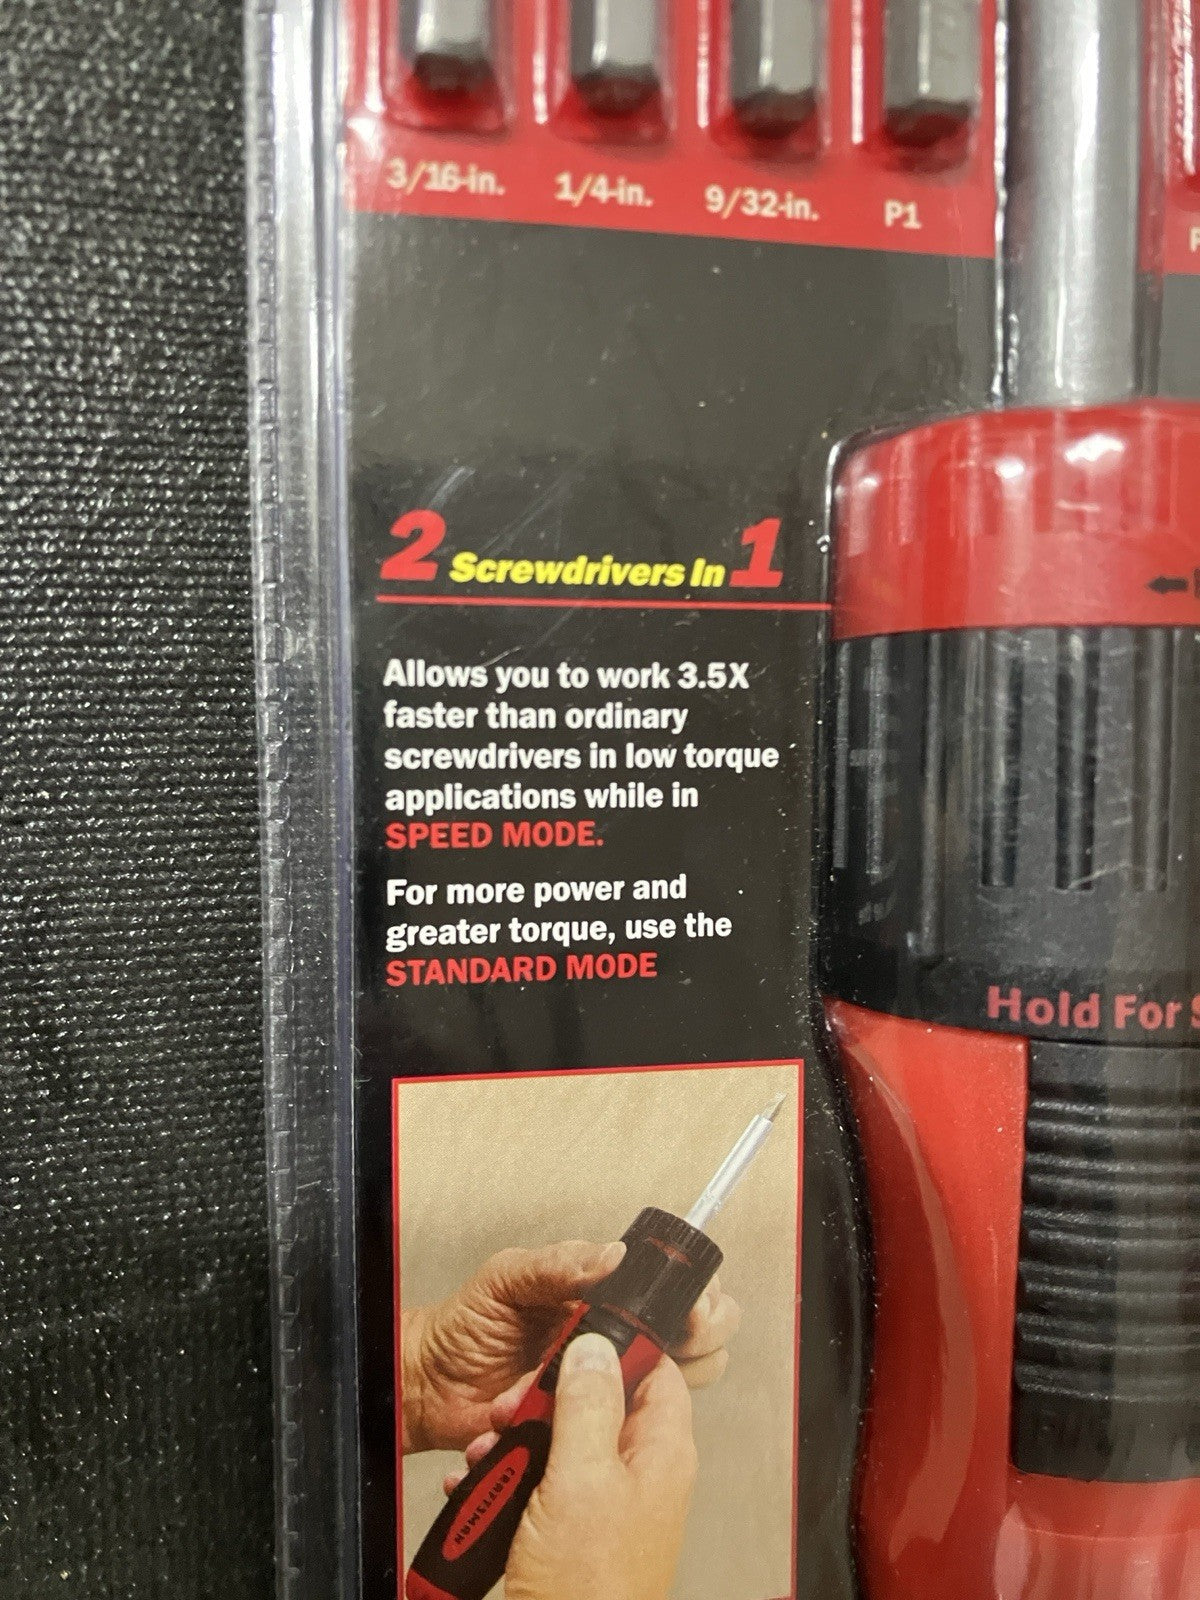 3/16-in. 1/4-in. 9/32-in. P1
2 Screwdrivers In 1
Allows you to work 3.5X
faster than ordinary
screwdrivers in low torque
applications while in
SPEED MODE.
For more power and
greater torque, use the
STANDARD MODE
Hold For
CRAFTSMAN